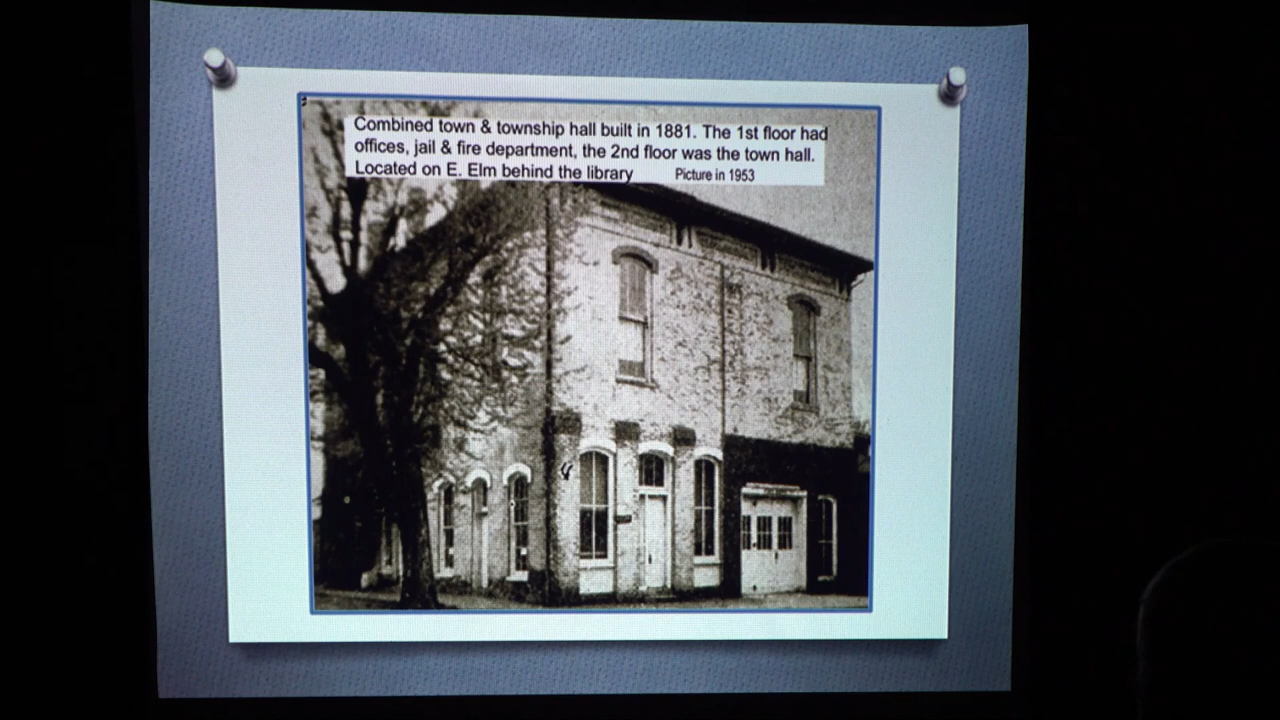 Combined town & township hall built in 1881. The 1st floor had
offices, jail & fire department, the 2nd floor was the town hall.
Located on E. Elm behind the library Picture in 1953